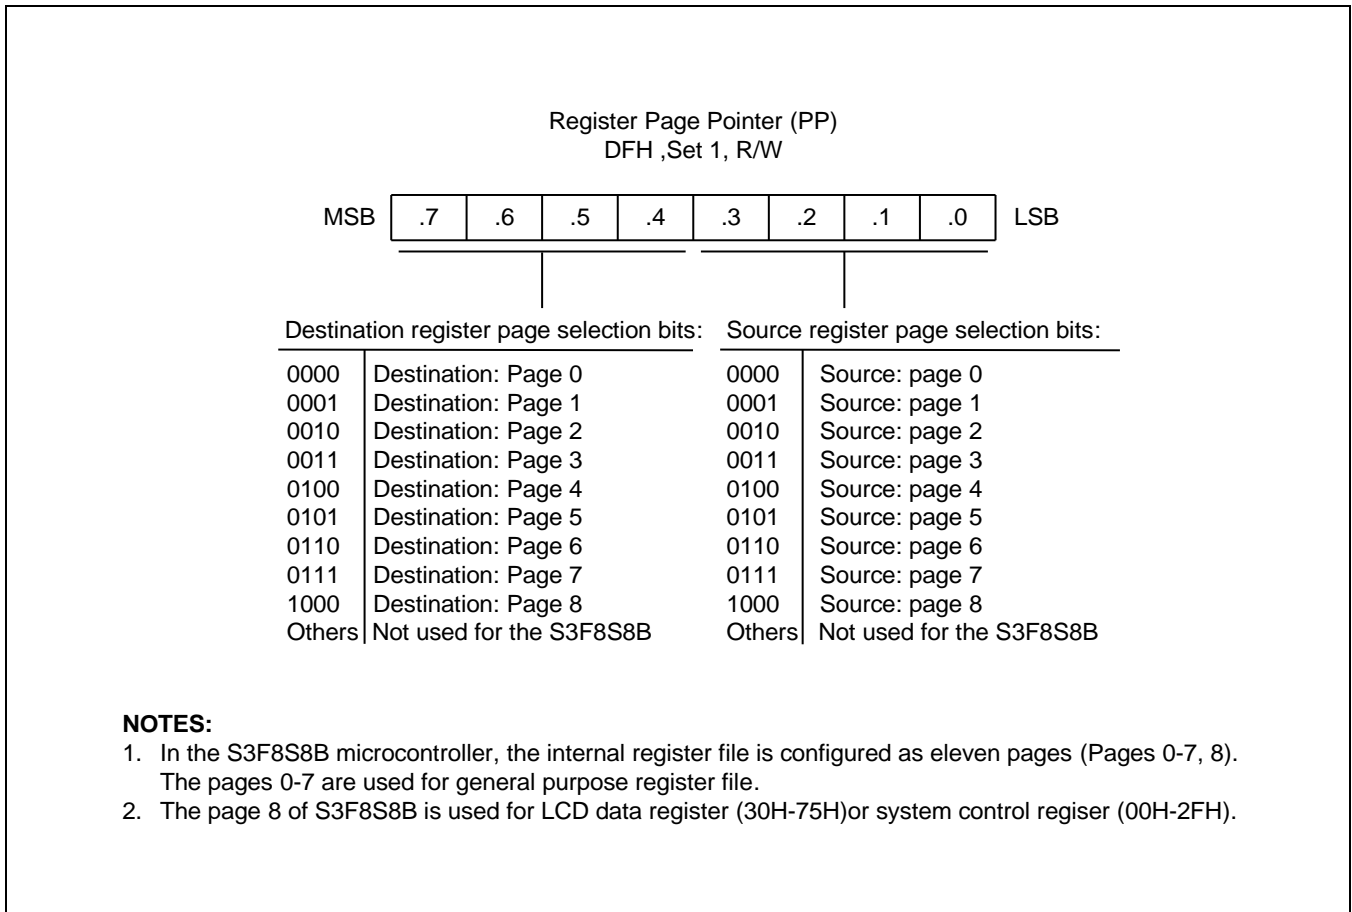 Register Page Pointer (PP)
DFH ,Set 1, R/W
MSB .7 .6 .5 .4 .3 .2 .1 .0 LSB
Destination register page selection bits:
0000 Destination: Page 0
0001 Destination: Page 1
0010 Destination: Page 2
0011 Destination: Page 3
0100 Destination: Page 4
0101 Destination: Page 5
0110 Destination: Page 6
0111 Destination: Page 7
1000 Destination: Page 8
Others Not used for the S3F8S8B
Source register page selection bits:
0000 Source: page 0
0001 Source: page 1
0010 Source: page 2
0011 Source: page 3
0100 Source: page 4
0101 Source: page 5
0110 Source: page 6
0111 Source: page 7
1000 Source: page 8
Others Not used for the S3F8S8B
NOTES:
1. In the S3F8S8B microcontroller, the internal register file is configured as eleven pages (Pages 0-7, 8).
The pages 0-7 are used for general purpose register file.
2. The page 8 of S3F8S8B is used for LCD data register (30H-75H)or system control regiser (00H-2FH).